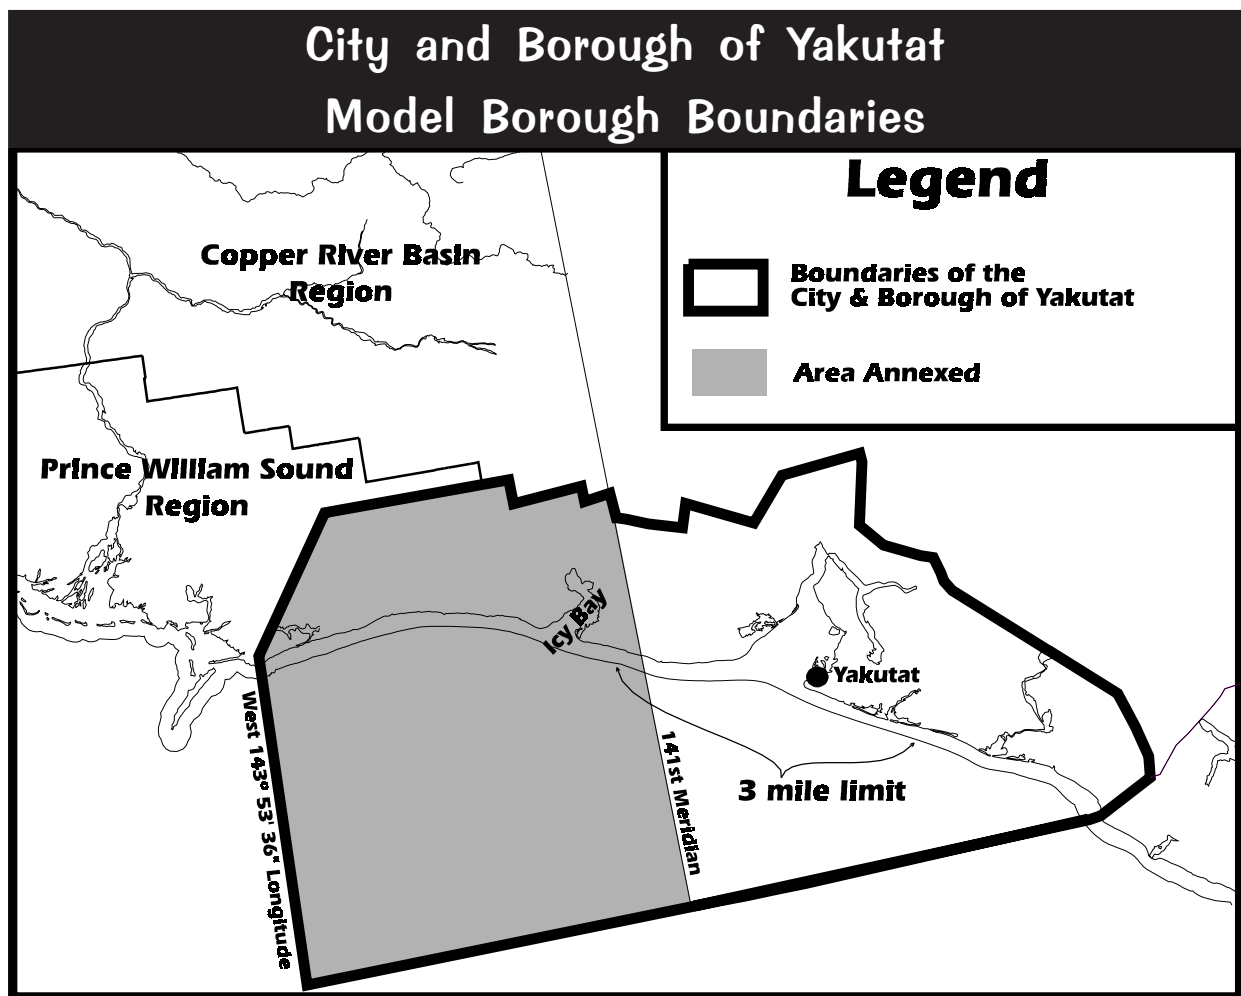 City and Borough of Yakutat
Model Borough Boundaries
Legend
Boundaries of the
City & Borough of Yakutat
Area Annexed
Copper River Basin
Region
Prince William Sound
Region
Icy Bay
Yakutat
3 mile limit
West 143º 53' 36" Longitude
141st Meridian